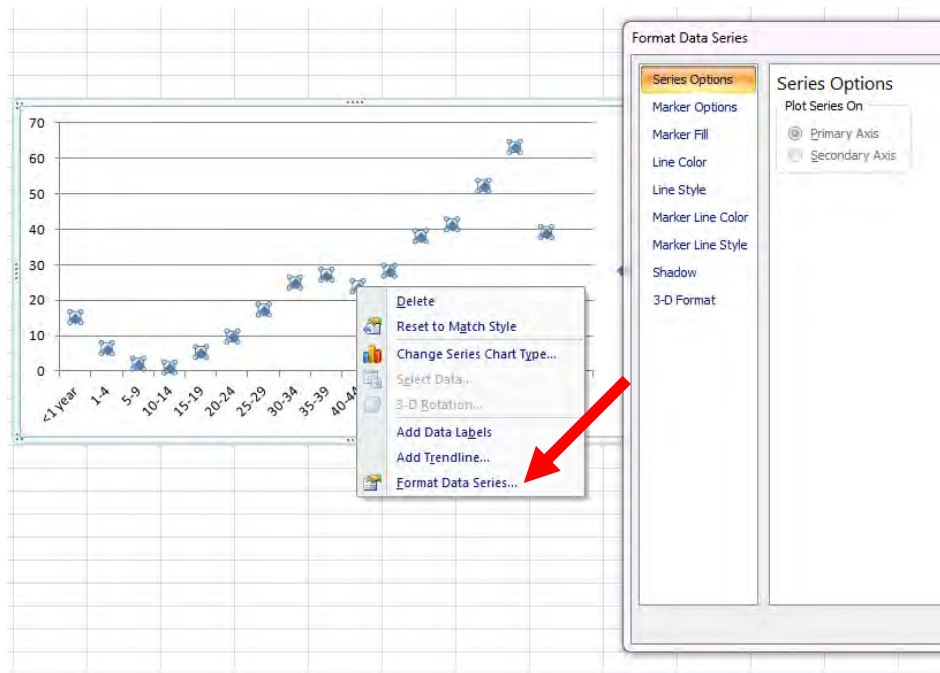 Format Data Series
Series Options
Marker Options
Marker Fill
Line Color
Line Style
Marker Line Color
Marker Line Style
Shadow
3-D Format
Series Options
Plot Series On
Primary Axis
Secondary Axis
70
60
50
40
30
20
10
0
<1 year
1-4
5-9
10-14
15-19
20-24
25-29
30-34
35-39
Delete
Reset to Match Style
Change Series Chart Type...
Select Data...
3-D Rotation...
Add Data Labels
Add Trendline...
Format Data Series...